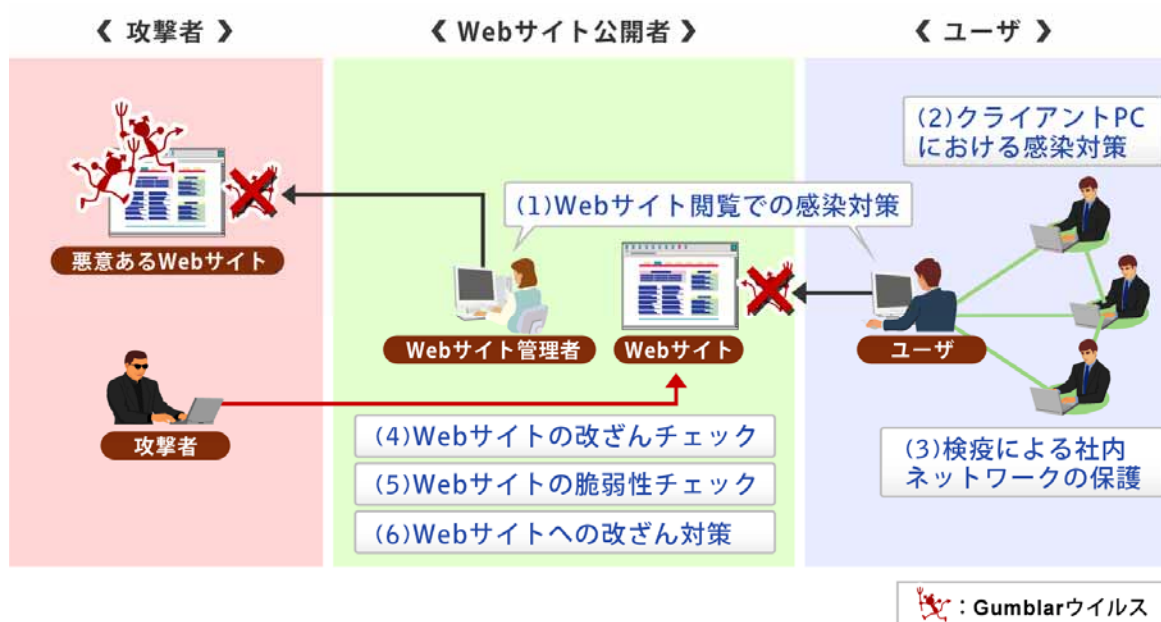 《 攻撃者 》
《 Webサイト公開者 》
《 ユーザ 》
(2)クライアントPC
における感染対策
(1)Webサイト閲覧での感染対策
悪意あるWebサイト
Webサイト管理者
Webサイト
ユーザ
攻撃者
(4)Webサイトの改ざんチェック
(5)Webサイトの脆弱性チェック
(6)Webサイトへの改ざん対策
(3)検疫による社内
ネットワークの保護
：Gumblarウイルス